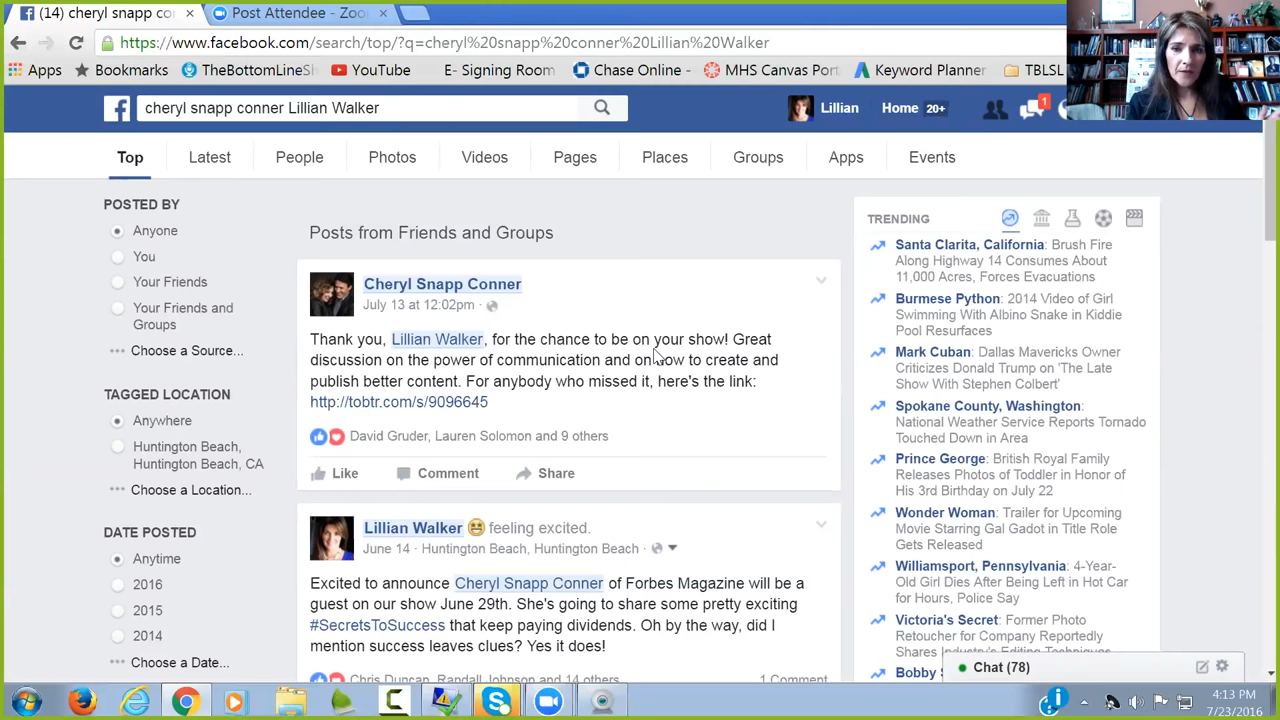 (14) cheryl snapp co
Post Attendee - Zoo
https://www.facebook.com/search/top/?q=cheryl%20snapp%20conner%20Lillian%20Walker
Apps
Bookmarks
TheBottomLineSh
YouTube
Signing Room
Chase Online -
MHS Canvas Port
Keyword Planner
TBLSL
cheryl snapp conner Lillian Walker
Lillian
Home 20+
1
Top
Latest
People
Photos
Videos
Pages
Places
Groups
Apps
Events
POSTED BY
Anyone
You
Your Friends
Your Friends and
Groups
Choose a Source...
TAGGED LOCATION
Anywhere
Huntington Beach,
Huntington Beach, CA
Choose a Location...
DATE POSTED
Anytime
2016
2015
2014
Choose a Date...
Posts from Friends and Groups
Cheryl Snapp Conner
July 13 at 12:02pm ·
Thank you, Lillian Walker, for the chance to be on your show! Great
discussion on the power of communication and on how to create and
publish better content. For anybody who missed it, here's the link:
http://tobtr.com/s/9096645
David Gruder, Lauren Solomon and 9 others
Like
Comment
Share
Lillian Walker feeling excited.
June 14 · Huntington Beach, Huntington Beach ·
Excited to announce Cheryl Snapp Conner of Forbes Magazine will be a
guest on our show June 29th. She's going to share some pretty exciting
#SecretsToSuccess that keep paying dividends. Oh by the way, did I
mention success leaves clues? Yes it does!
Chris Duncan, Randall Johnson and 14 others
1 Comment
TRENDING
Santa Clarita, California: Brush Fire
Along Highway 14 Consumes About
11,000 Acres, Forces Evacuations
Burmese Python: 2014 Video of Girl
Swimming With Albino Snake in Kiddie
Pool Resurfaces
Mark Cuban: Dallas Mavericks Owner
Criticizes Donald Trump on 'The Late
Show With Stephen Colbert'
Spokane County, Washington:
National Weather Service Reports Tornado
Touched Down in Area
Prince George: British Royal Family
Releases Photos of Toddler in Honor of
His 3rd Birthday on July 22
Wonder Woman: Trailer for Upcoming
Movie Starring Gal Gadot in Title Role
Gets Released
Williamsport, Pennsylvania: 4-Year-
Old Girl Dies After Being Left in Hot Car
for Hours, Police Say
Victoria's Secret: Former Photo
Retoucher for Company Reportedly
Shares Industry's Editing Techniques
Bobby
Chat (78)
4:13 PM
7/23/2016